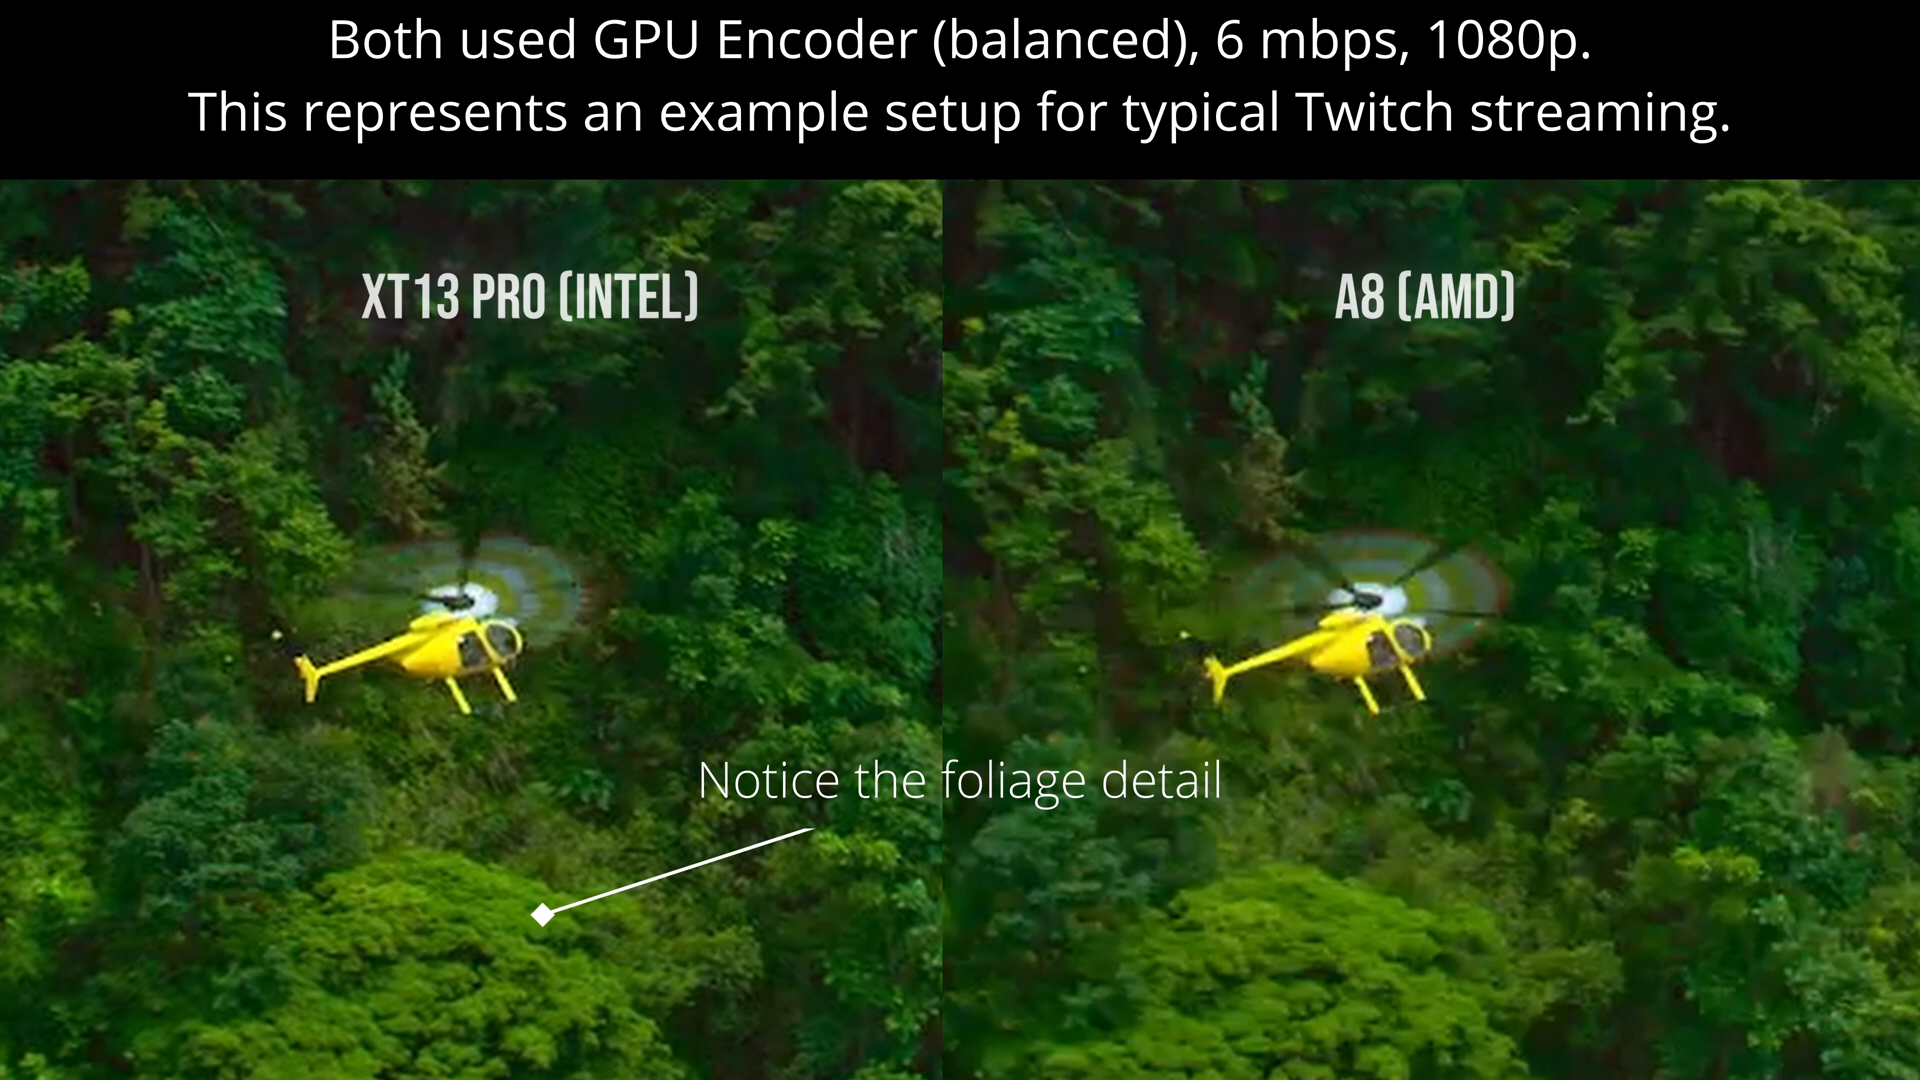 Both used GPU Encoder (balanced), 6 mbps, 1080p.
This represents an example setup for typical Twitch streaming.
XT13 PRO (INTEL)
A8 (AMD)
Notice the foliage detail